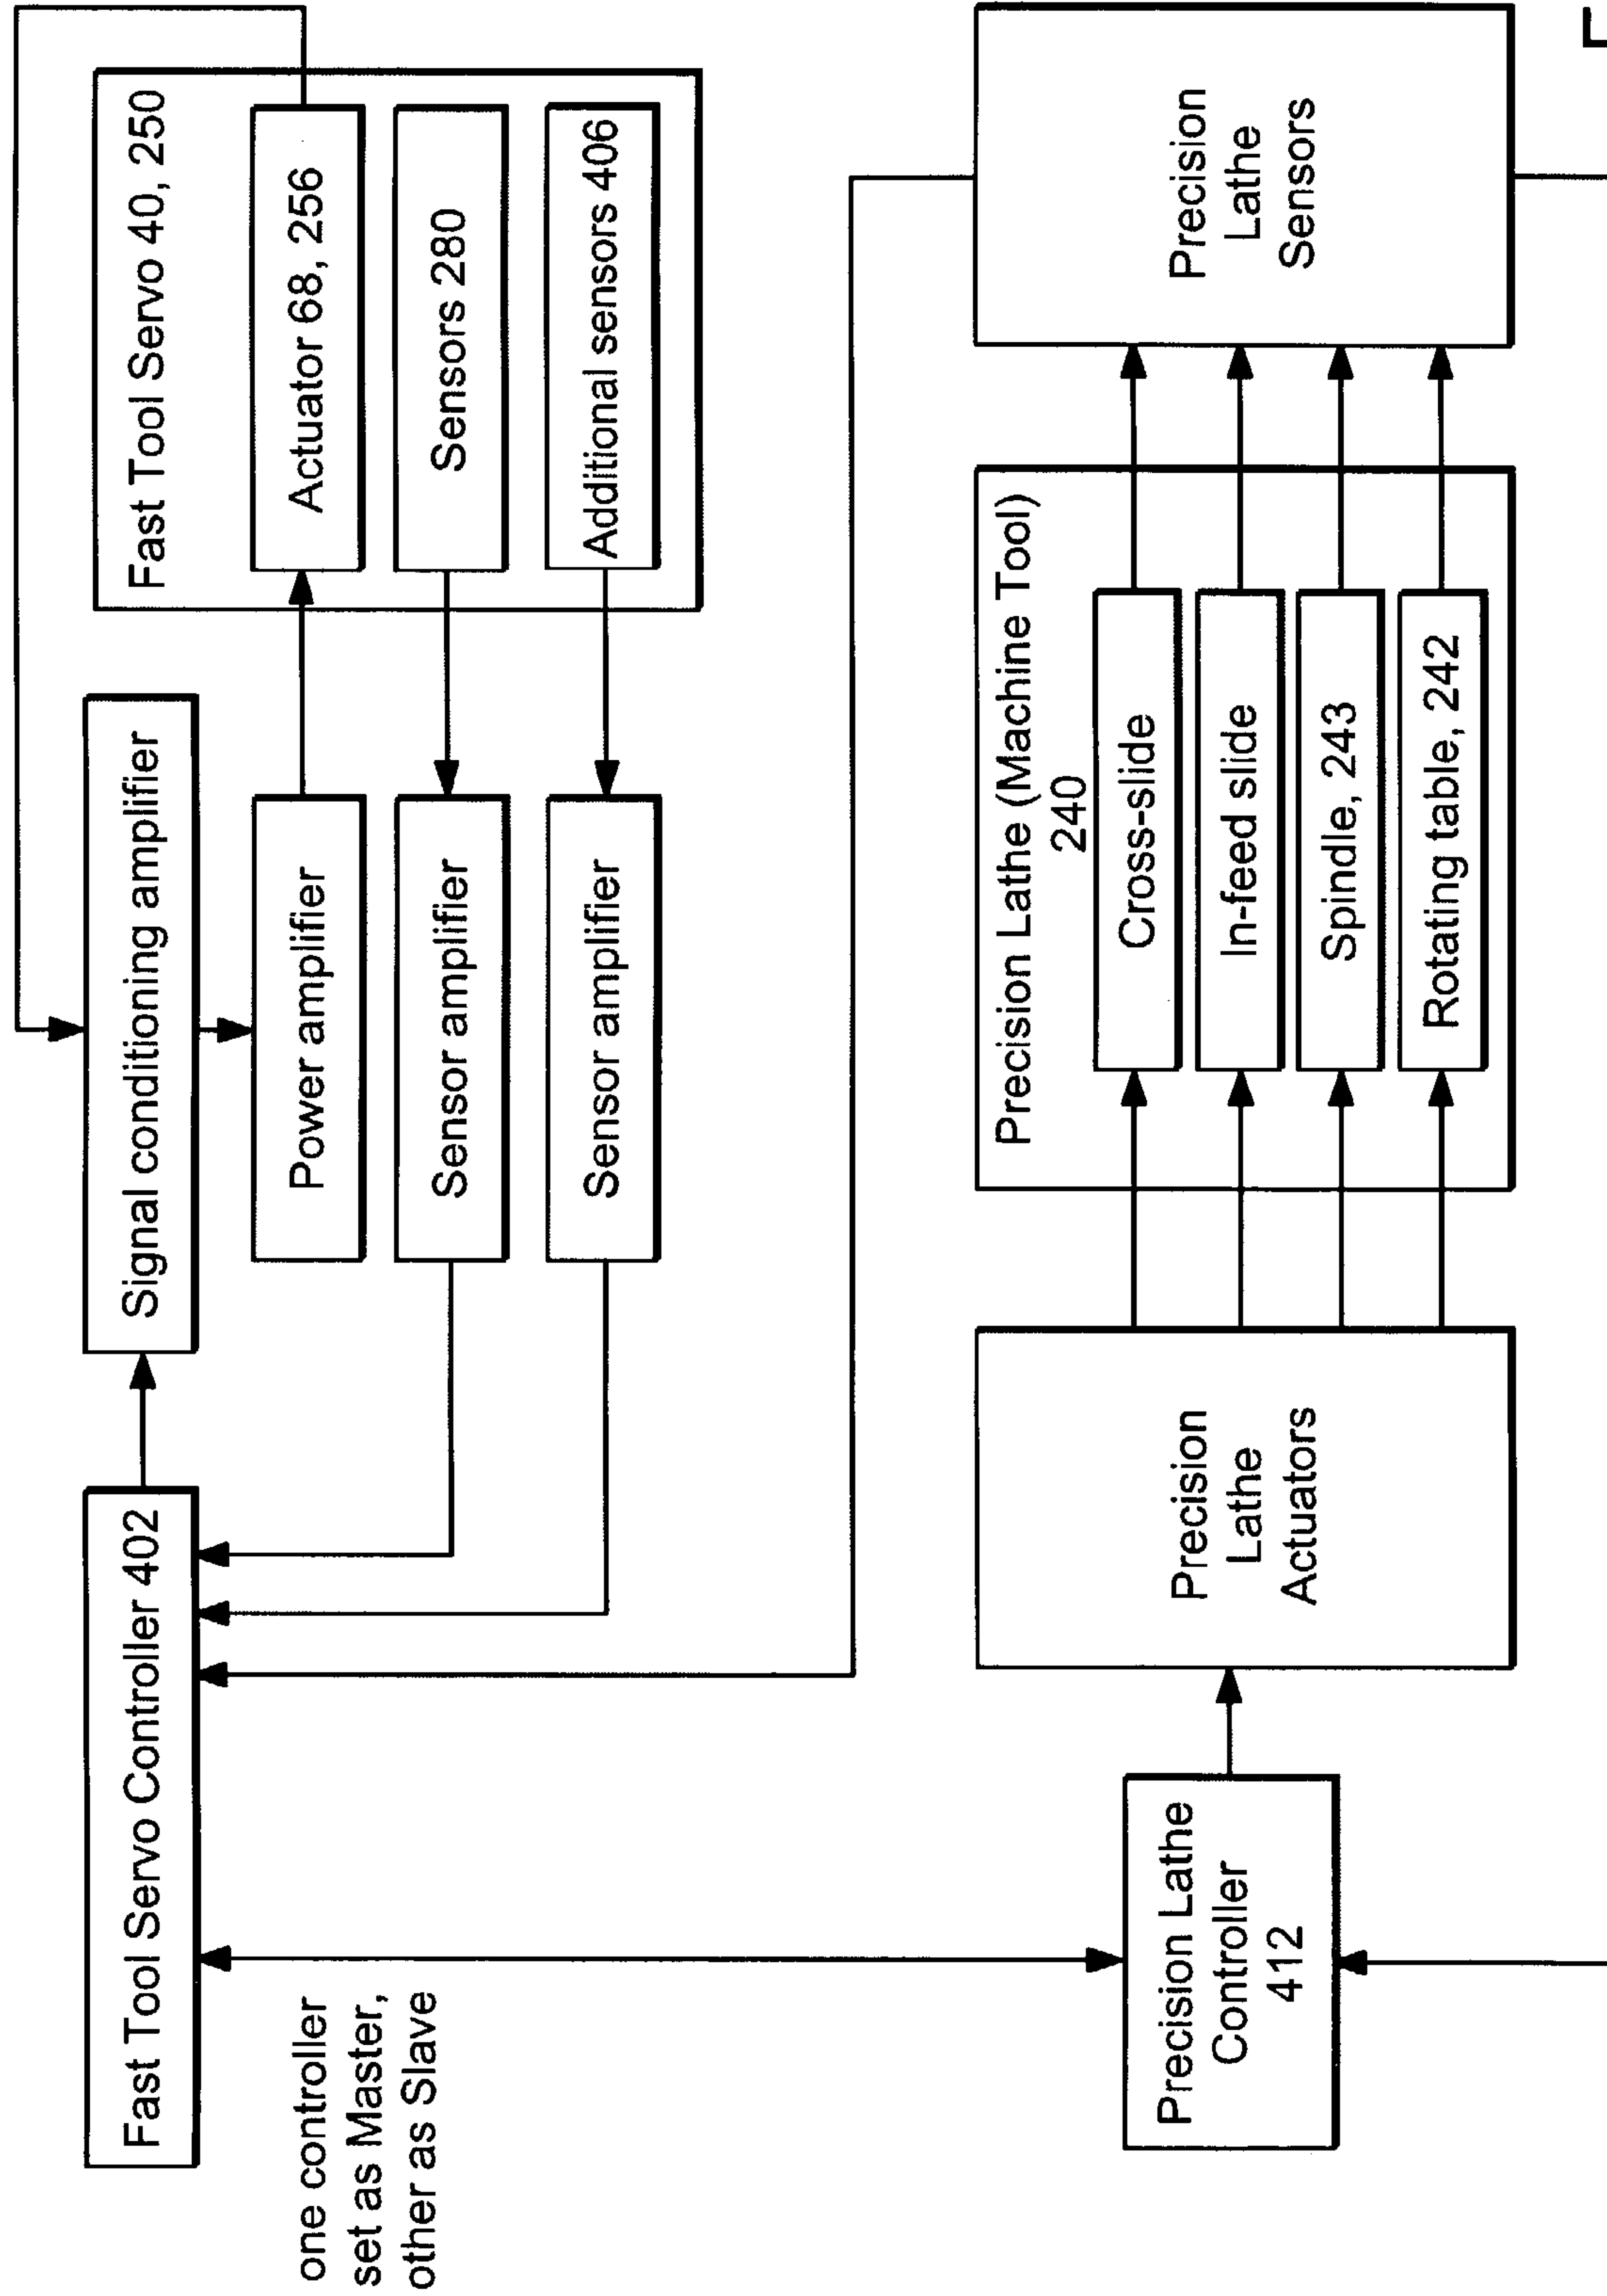 Fast Tool Servo Controller 402
Signal conditioning amplifier
Fast Tool Servo 40, 250
Power amplifier
Actuator 68, 256
Sensor amplifier
Sensors 280
Sensor amplifier
Additional sensors 406
one controller
set as Master,
other as Slave
Precision Lathe
Controller
412
Precision
Lathe
Actuators
Precision Lathe (Machine Tool)
240
Cross-slide
In-feed slide
Spindle, 243
Rotating table, 242
Precision
Lathe
Sensors